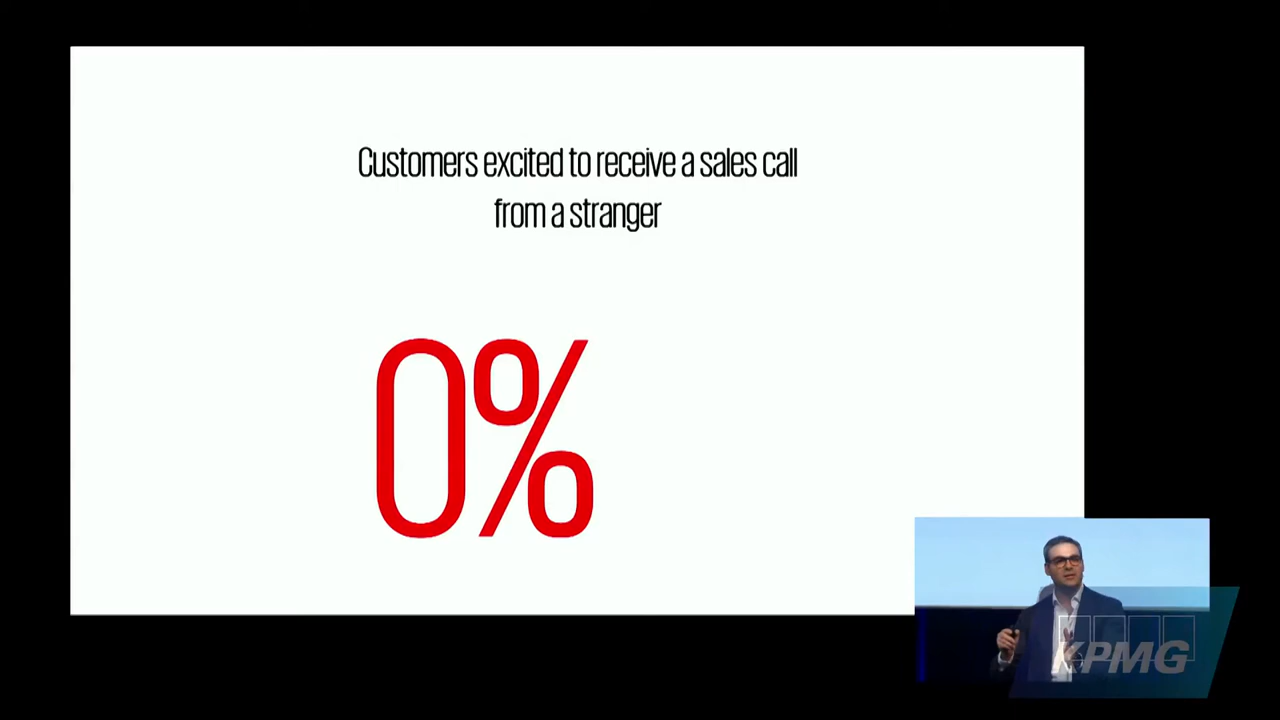 Customers excited to receive a sales call
from a stranger
0%
KPMG